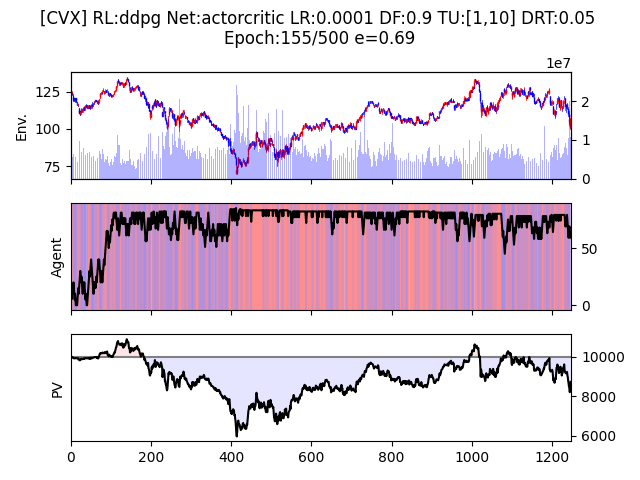 [CVX] RL:ddpg Net:actorcritic LR:0.0001 DF:0.9 TU:[1,10] DRT:0.05
Epoch:155/500 e=0.69
1e7
Env.
125
100
75
2
1
0
Agent
50
0
PV
10000
8000
6000
0 200 400 600 800 1000 1200